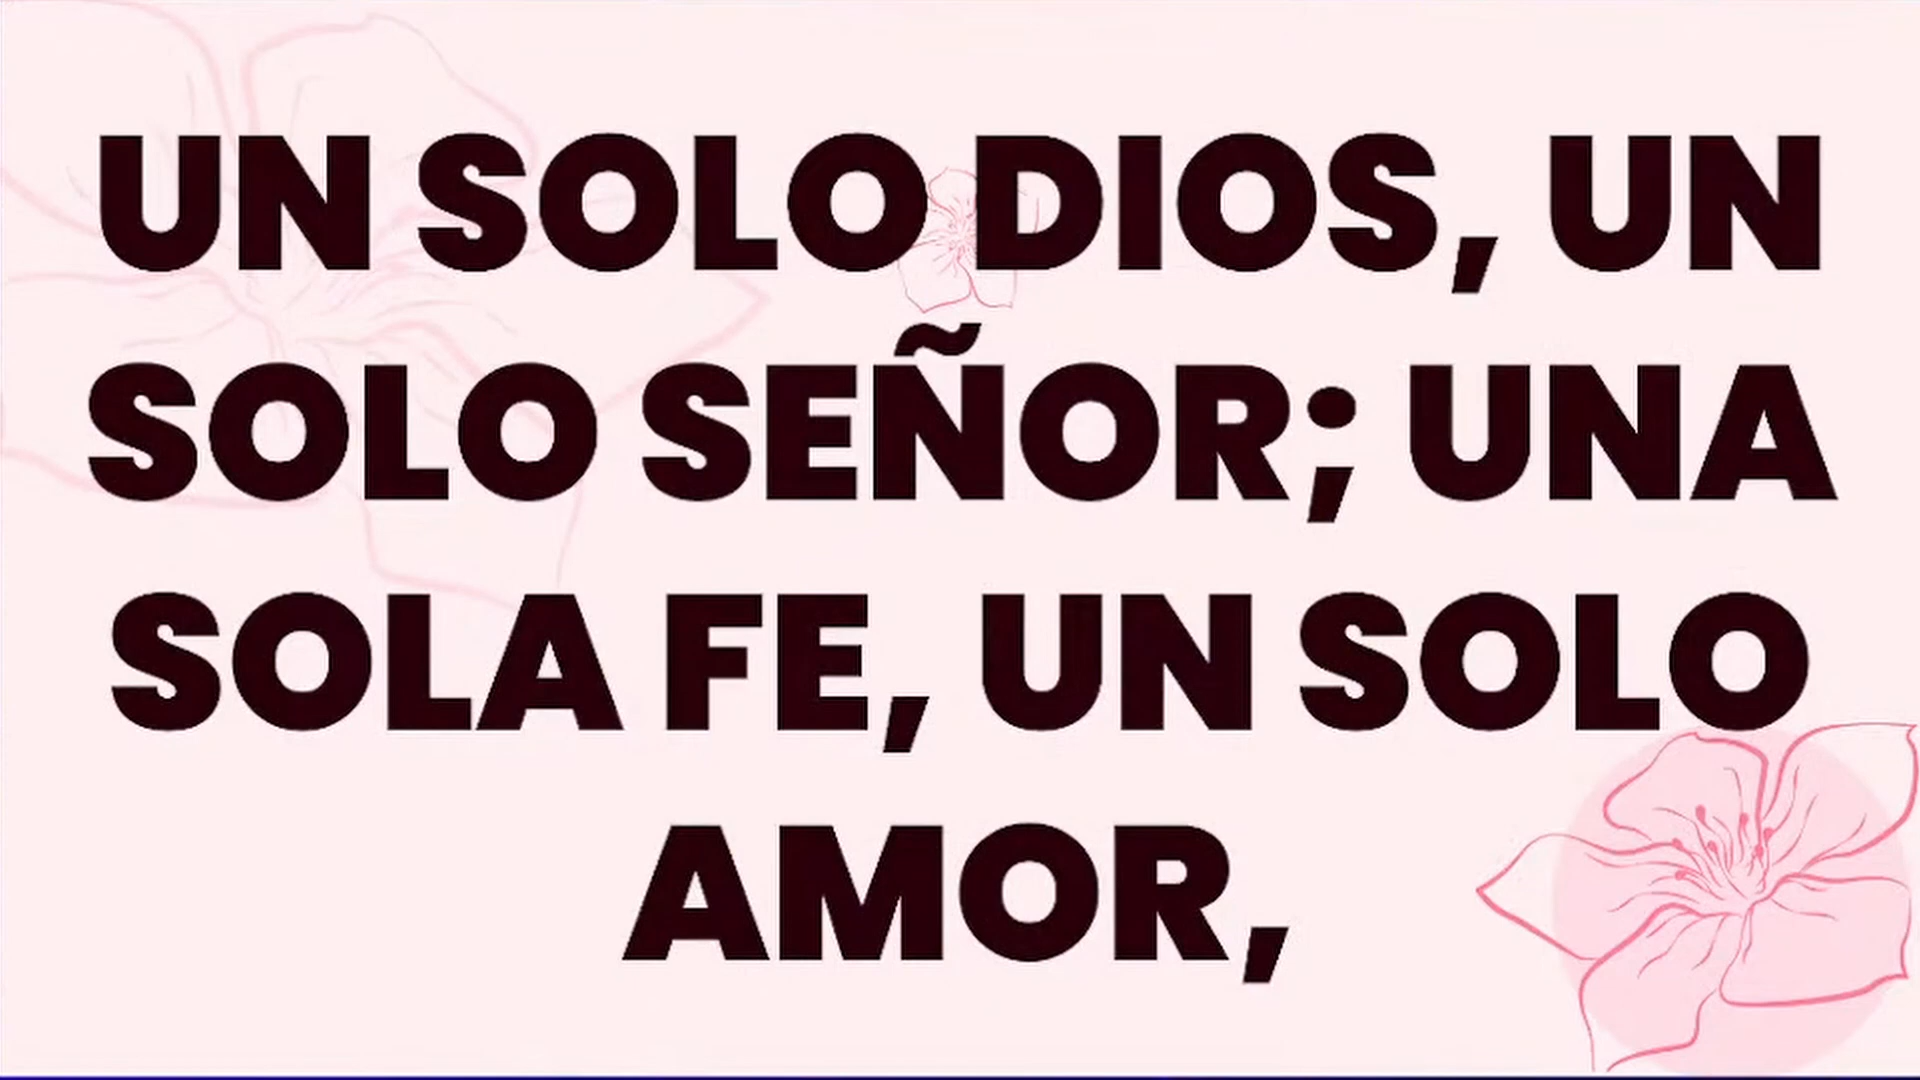 UN SOLO DIOS, UN
SOLO SEÑOR; UNA
SOLA FE, UN SOLO
AMOR,